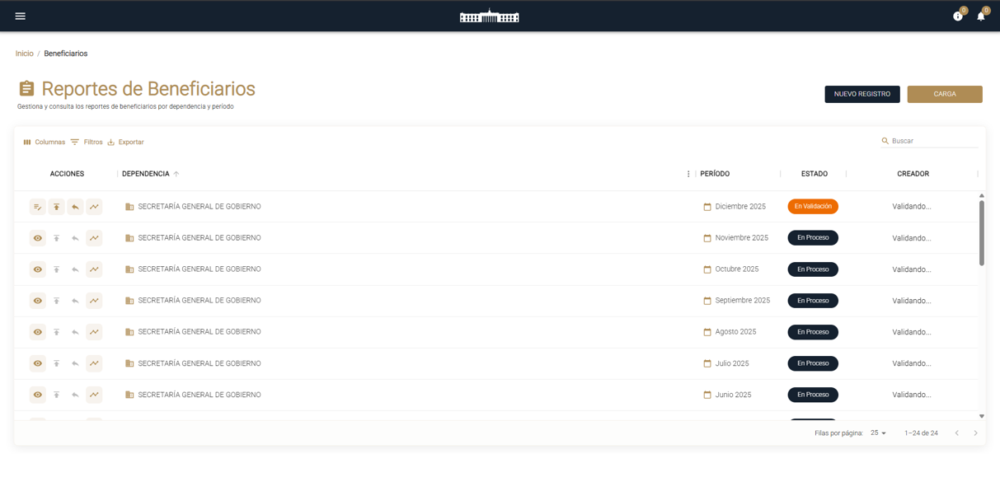 0 0
Inicio / Beneficiarios
Reportes de Beneficiarios
Gestiona y consulta los reportes de beneficiarios por dependencia y período
NUEVO REGISTRO CARGA
Columnas Filtros Exportar Buscar
ACCIONES DEPENDENCIA PERÍODO ESTADO CREADOR
SECRETARÍA GENERAL DE GOBIERNO Diciembre 2025 En Validación Validando...
SECRETARÍA GENERAL DE GOBIERNO Noviembre 2025 En Proceso Validando...
SECRETARÍA GENERAL DE GOBIERNO Octubre 2025 En Proceso Validando...
SECRETARÍA GENERAL DE GOBIERNO Septiembre 2025 En Proceso Validando...
SECRETARÍA GENERAL DE GOBIERNO Agosto 2025 En Proceso Validando...
SECRETARÍA GENERAL DE GOBIERNO Julio 2025 En Proceso Validando...
SECRETARÍA GENERAL DE GOBIERNO Junio 2025 En Proceso Validando...
Filas por página: 25 1–24 de 24